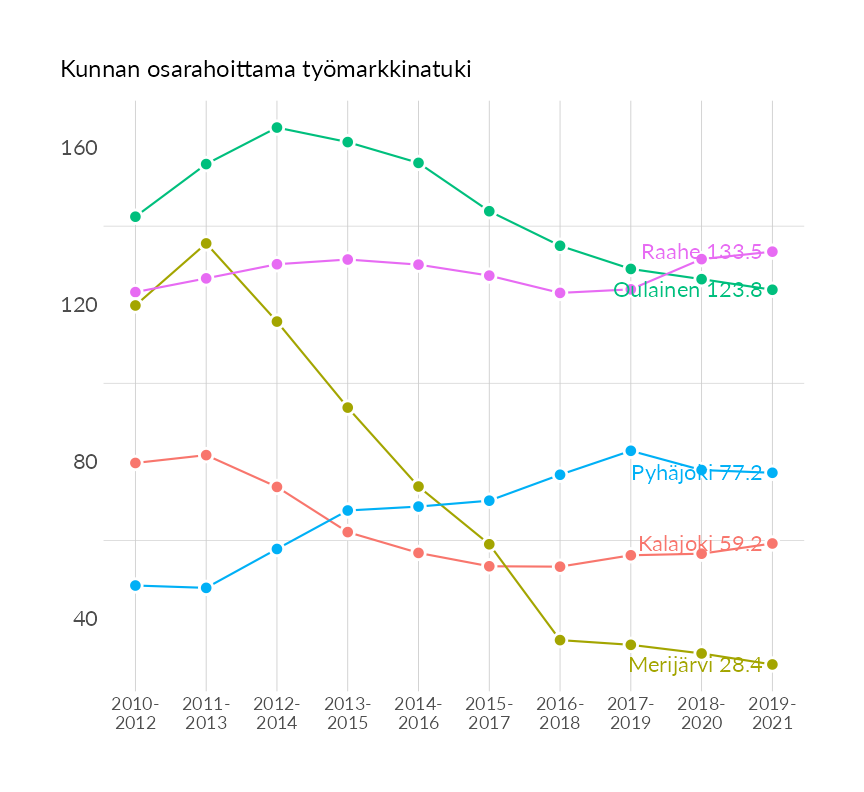 Kunnan osarahoittama työmarkkinatuki
160
120
80
40
Raahe 133.5
Oulainen 123.8
Pyhäjoki 77.2
Kalajoki 59.2
Merijärvi 28.4
2010- 2011- 2012- 2013- 2014- 2015- 2016- 2017- 2018- 2019-
2012 2013 2014 2015 2016 2017 2018 2019 2020 2021